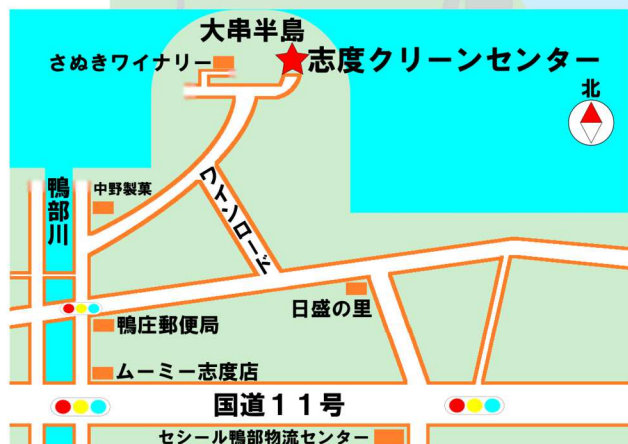 大串半島
さぬきワイナリー
志度クリーンセンター
北
鴨部川
中野製菓
ワインロード
日盛の里
鴨庄郵便局
ムーミー志度店
国道11号
セシール鴨部物流センター